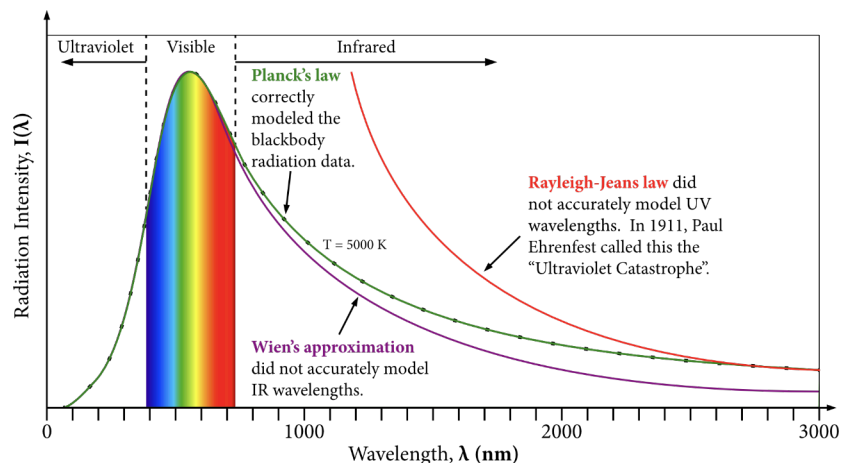 Ultraviolet
Visible
Infrared
Planck's law
correctly
modeled the
blackbody
radiation data.
Rayleigh-Jeans law did
not accurately model UV
wavelengths. In 1911, Paul
Ehrenfest called this the
“Ultraviolet Catastrophe”.
T = 5000 K
Wien's approximation
did not accurately model
IR wavelengths.
Radiation Intensity, I(λ)
0
1000
2000
3000
Wavelength, λ (nm)